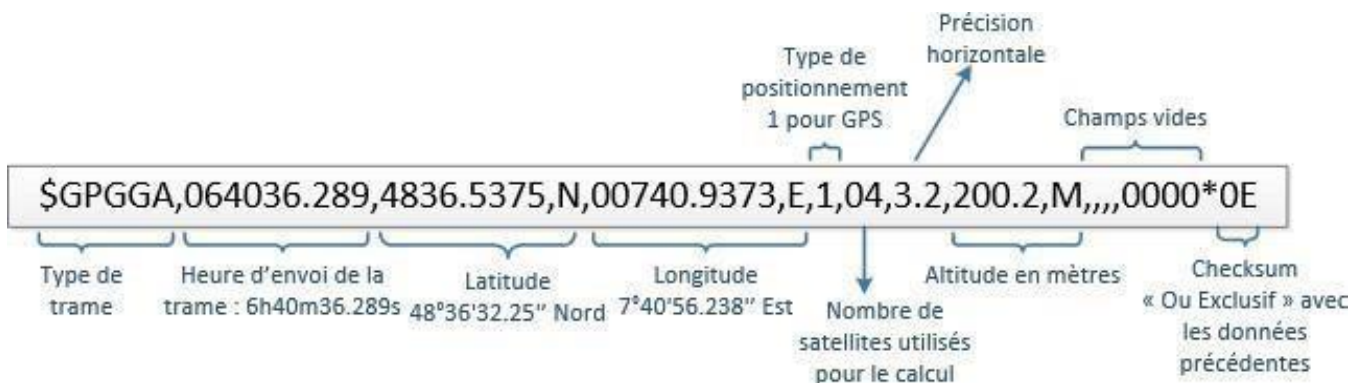 Précision
horizontale
Type de
positionnement
1 pour GPS
Champs vides
$GPGGA,064036.289,4836.5375,N,00740.9373,E,1,04,3.2,200.2,M,,,,0000*0E
Type de
trame
Heure d’envoi de la
trame : 6h40m36.289s
Latitude
48°36'32.25’’ Nord
Longitude
7°40'56.238’’ Est
Nombre de
satellites utilisés
pour le calcul
Altitude en mètres
Checksum
« Ou Exclusif » avec
les données
précédentes